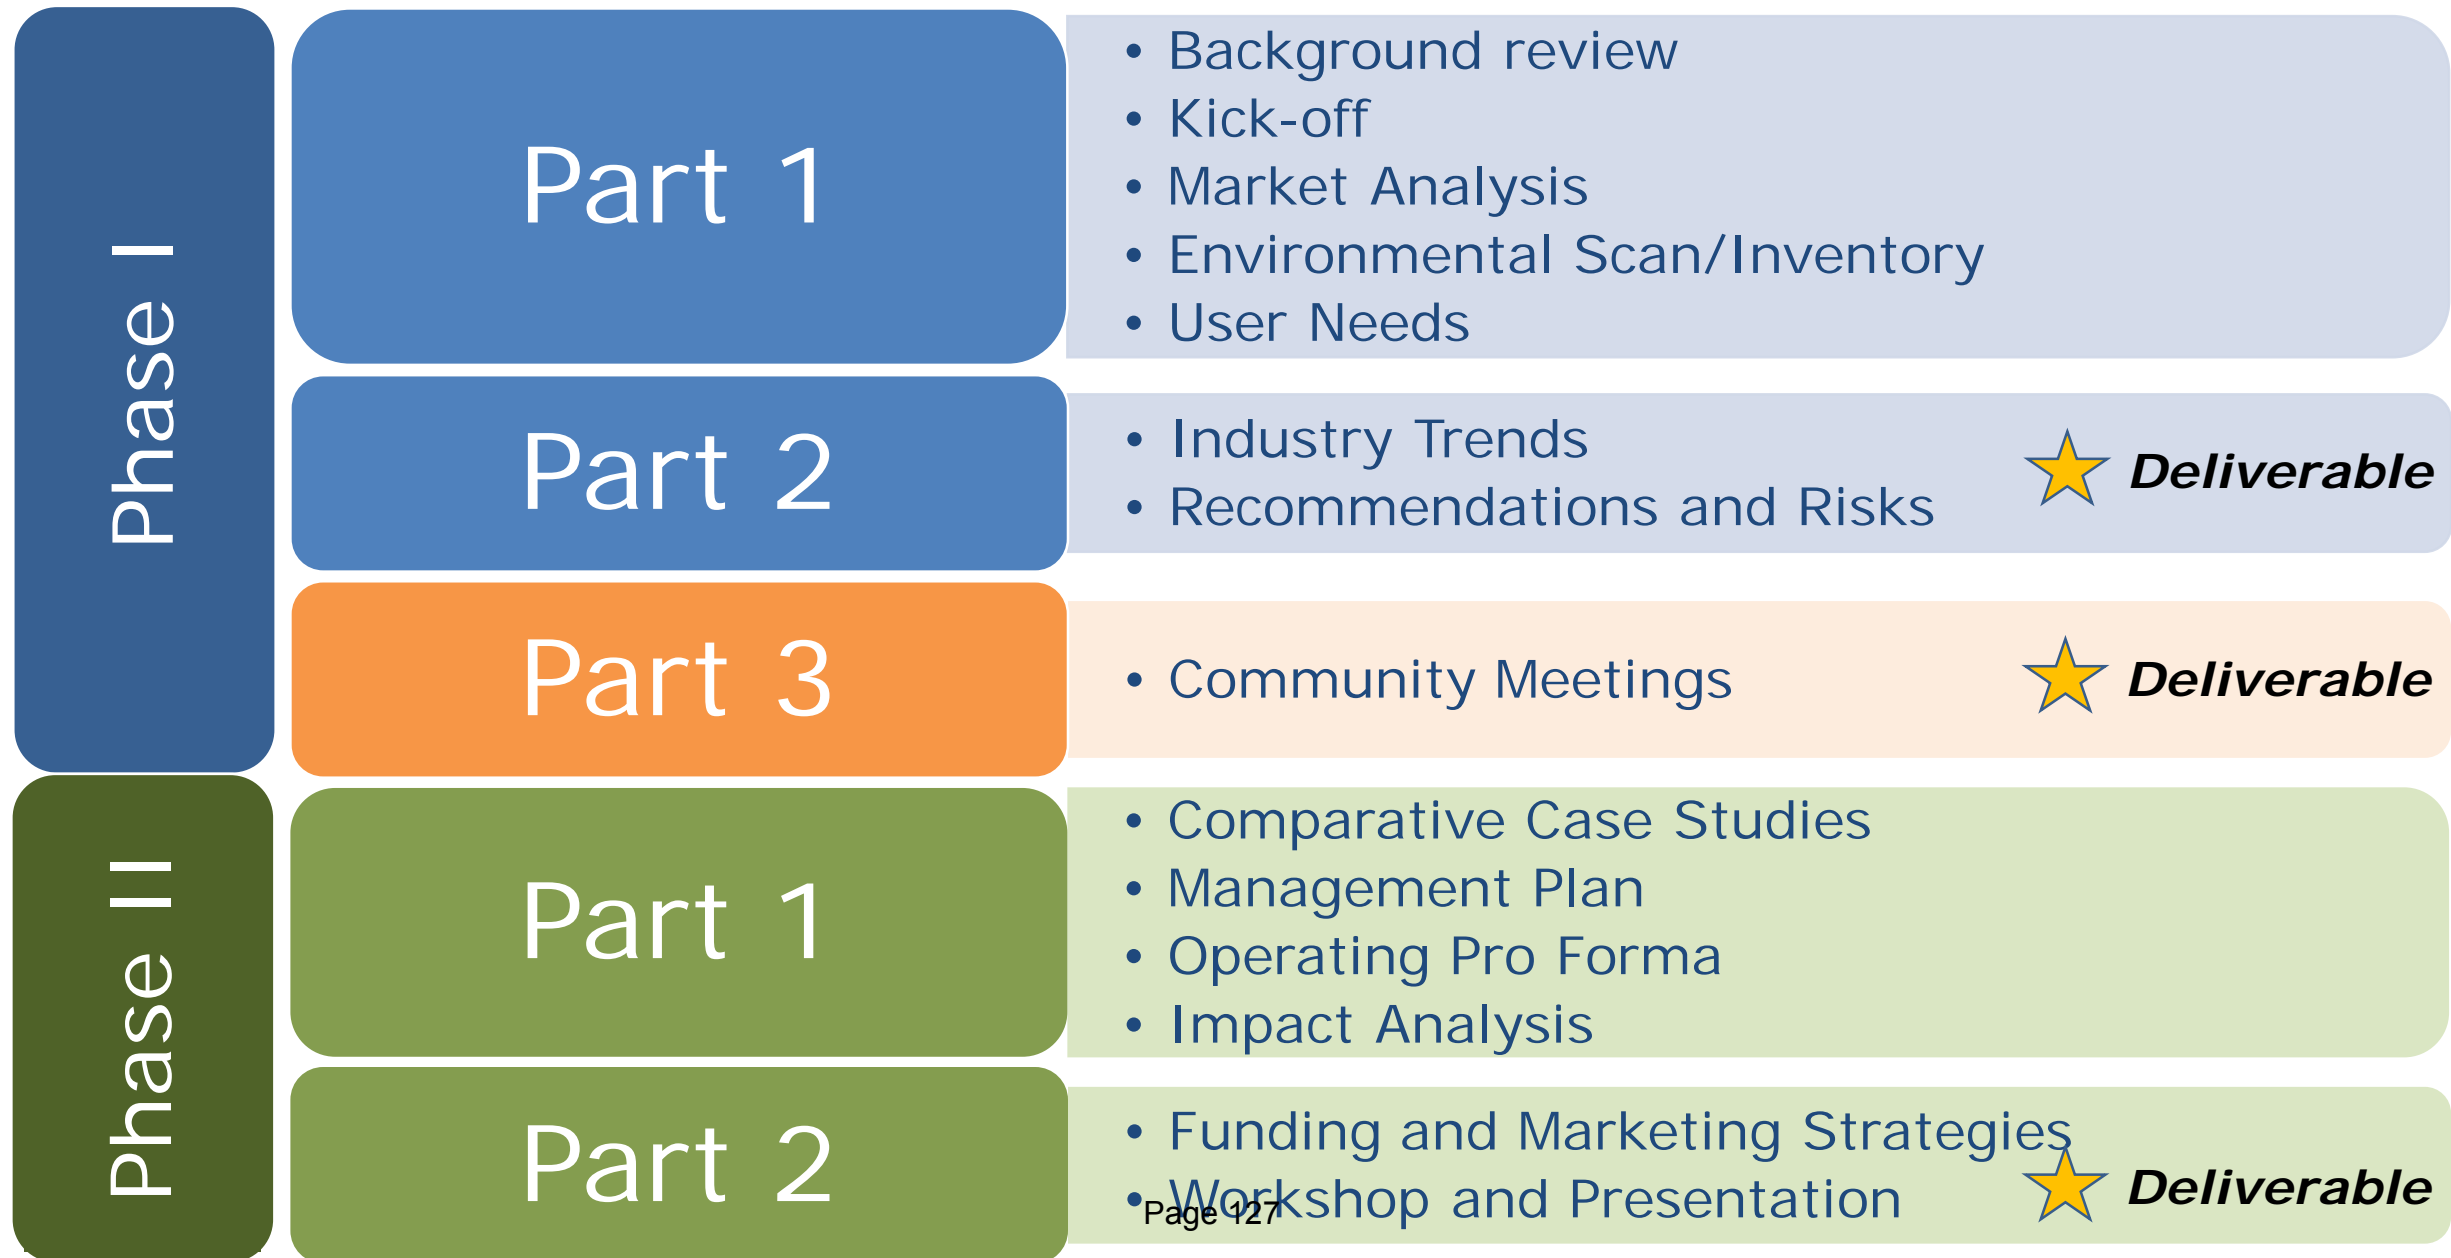 Phase I
Part 1
• Background review
• Kick-off
• Market Analysis
• Environmental Scan/Inventory
• User Needs
Part 2
• Industry Trends
• Recommendations and Risks
Deliverable
Part 3
• Community Meetings
Deliverable
Phase II
Part 1
• Comparative Case Studies
• Management Plan
• Operating Pro Forma
• Impact Analysis
Part 2
• Funding and Marketing Strategies
• Workshop and Presentation
Deliverable
Page 127